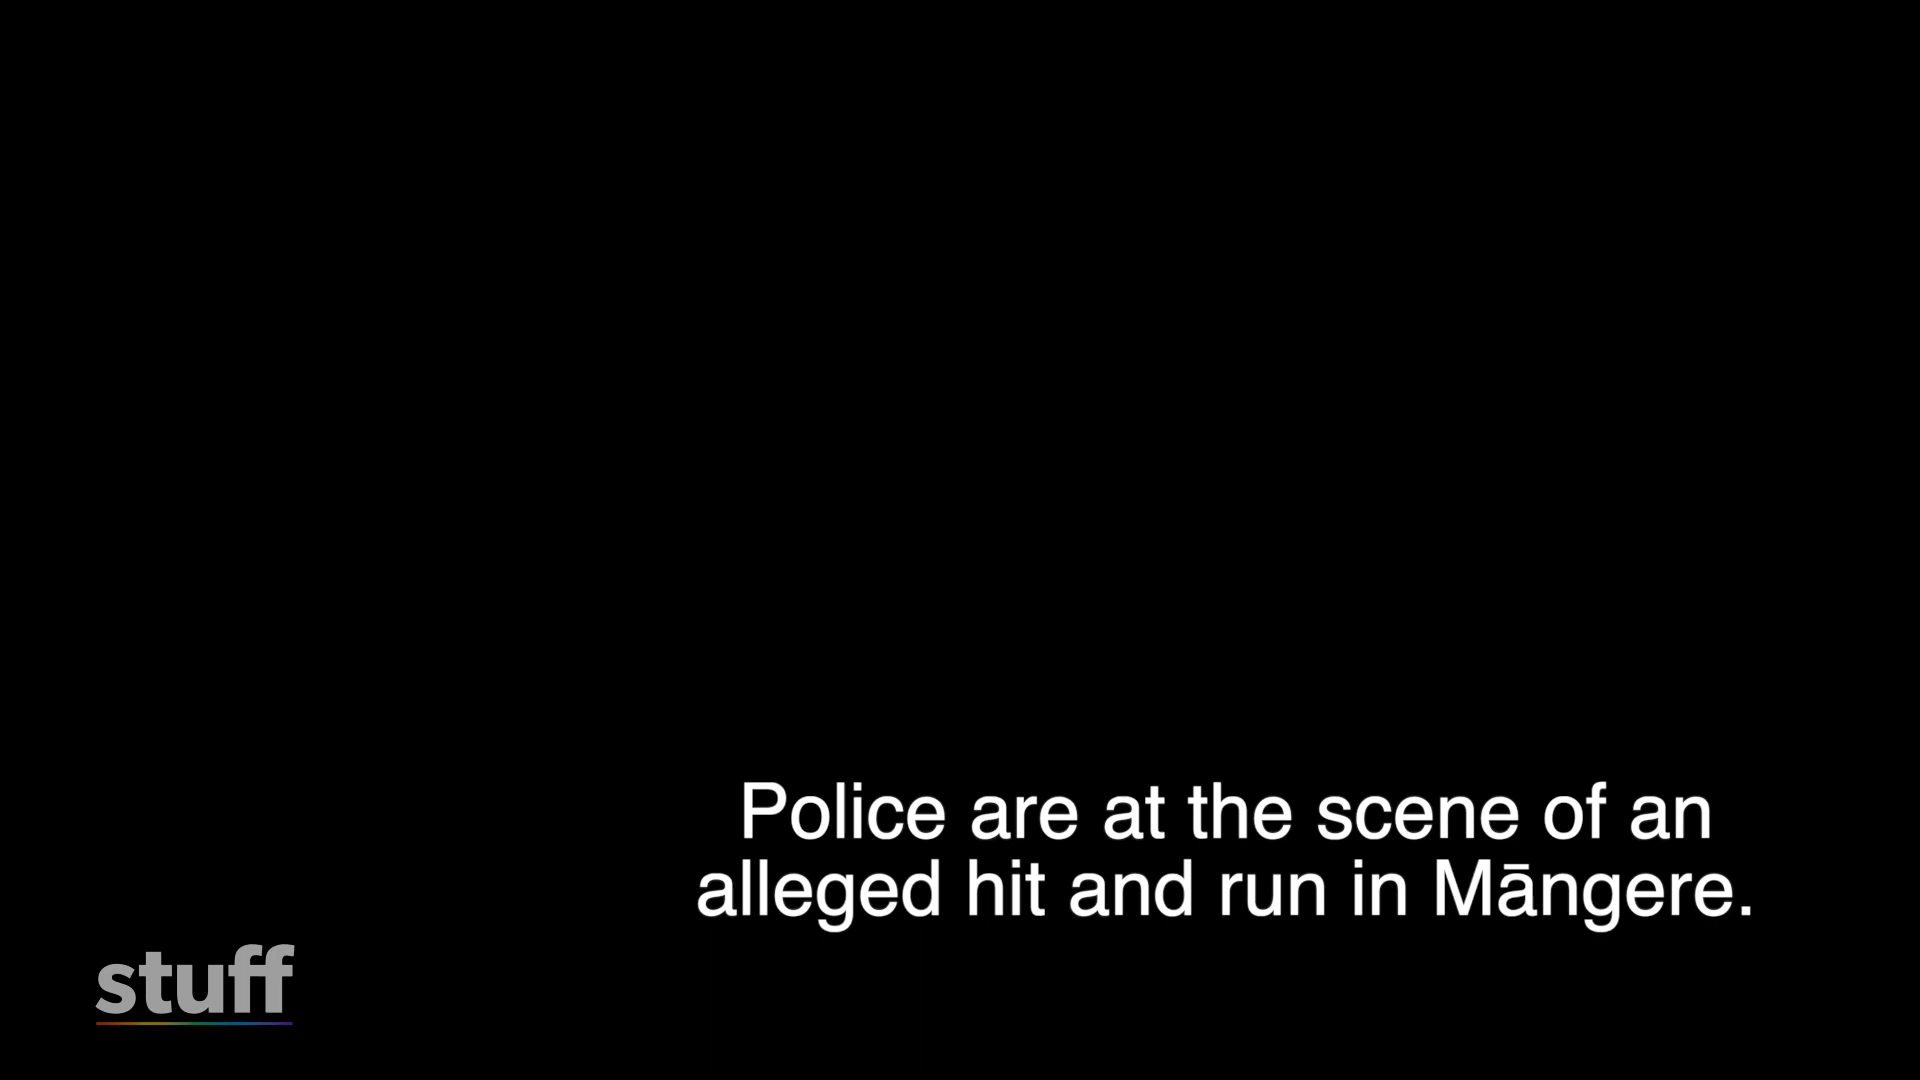 Police are at the scene of an
alleged hit and run in Māngere.
stuff